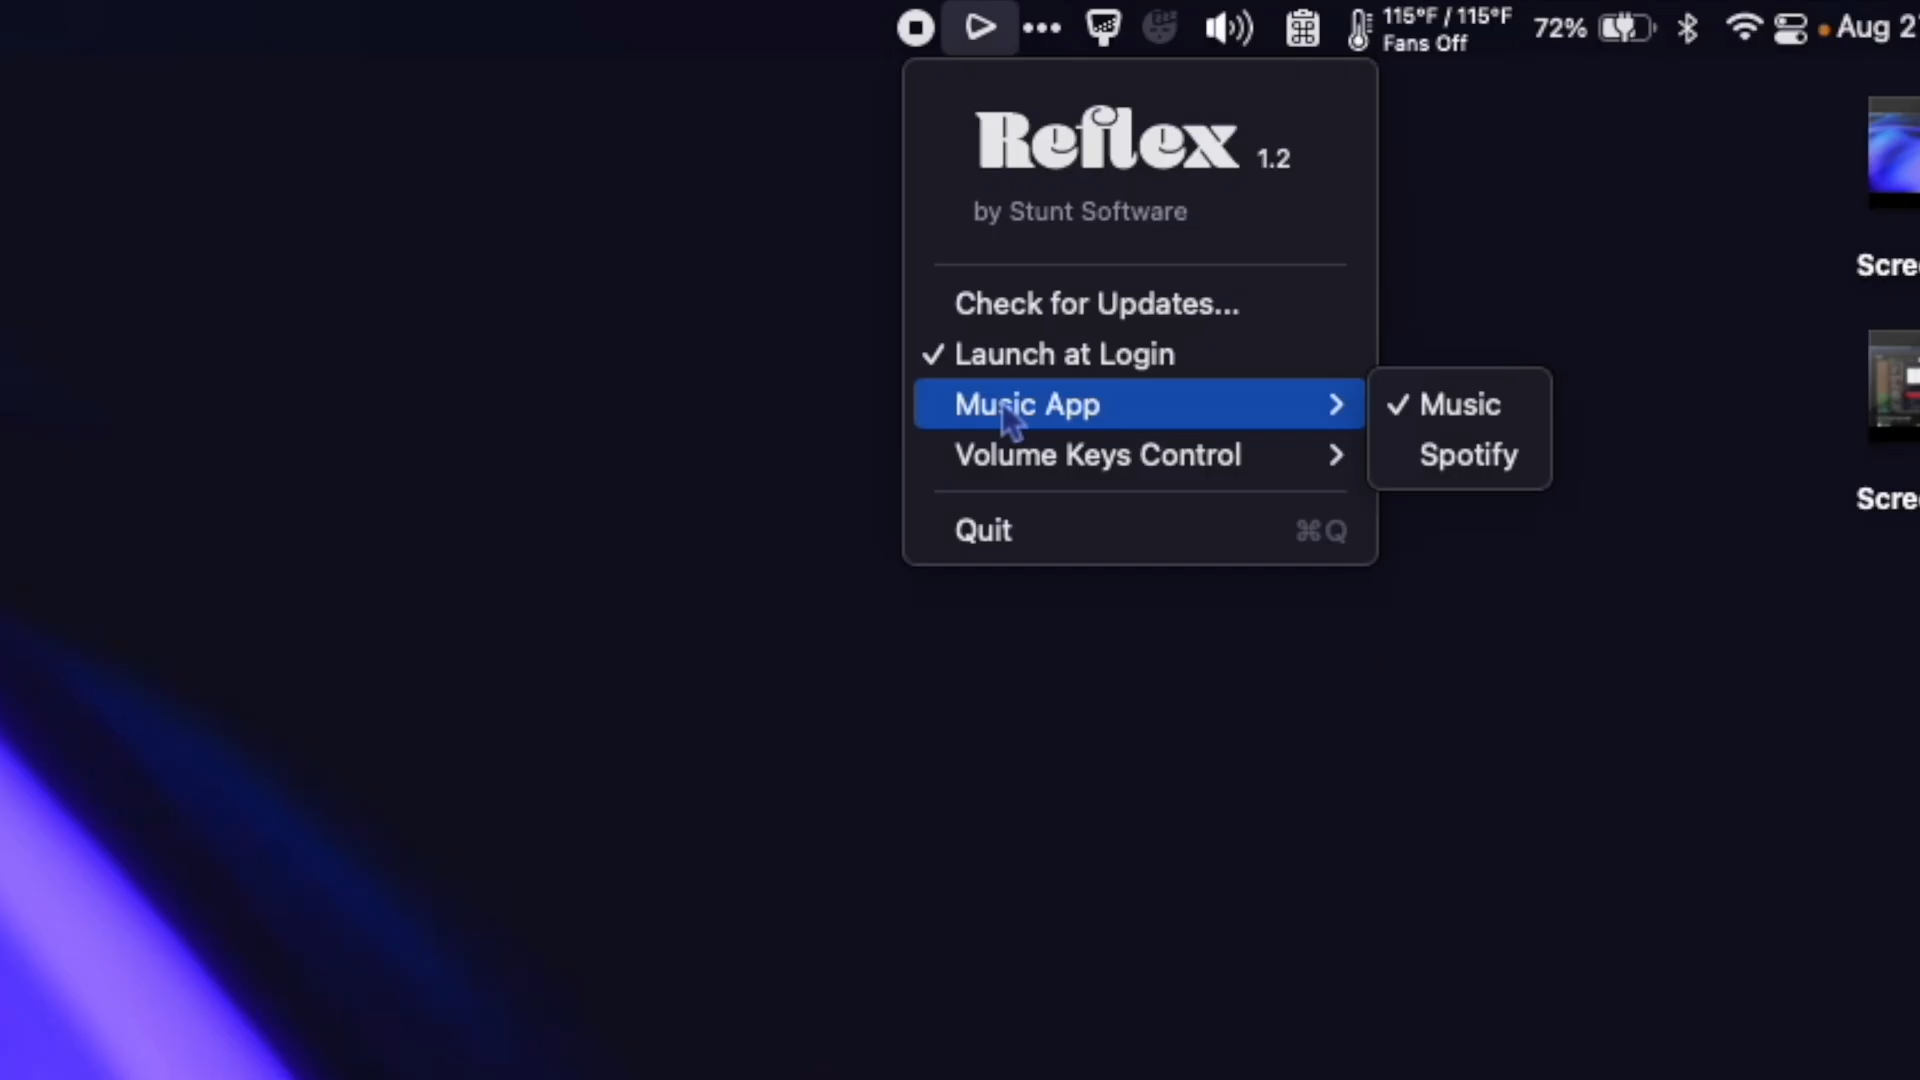 115°F / 115°F
Fans Off
72%
Aug 2
Reflex 1.2
by Stunt Software
Check for Updates...
✓ Launch at Login
Music App
✓ Music
Volume Keys Control
Spotify
Quit ⌘Q
Scre
Scre